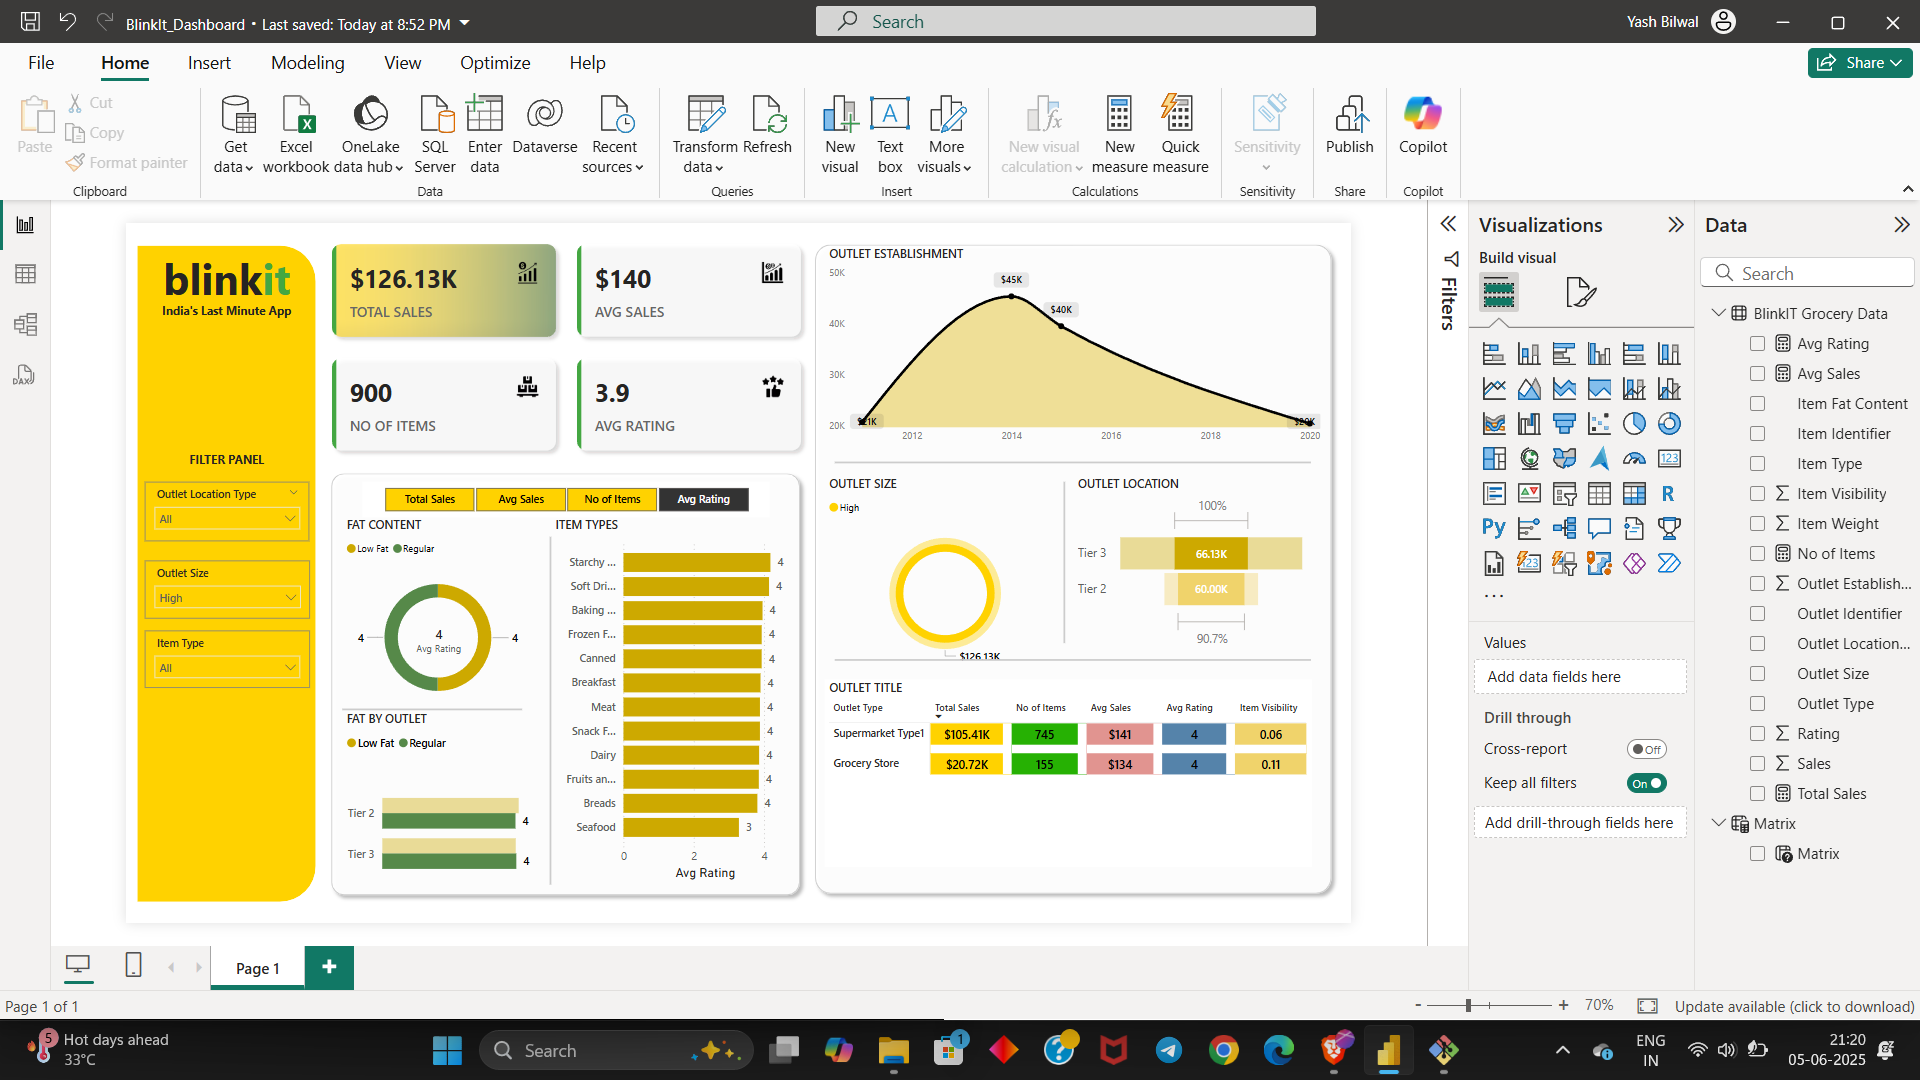 BlinkIt_Dashboard • Last saved: Today at 8:52 PM
Search
Yash Bilwal
File
Home
Insert
Modeling
View
Optimize
Help
Share
Paste
Cut
Copy
Format painter
Clipboard
Get data
Excel workbook
OneLake data hub
SQL Server
Enter data
Dataverse
Recent sources
Data
Transform data
Refresh
Queries
New visual
Text box
More visuals
Insert
New visual calculation
New measure
Quick measure
Calculations
Sensitivity
Sensitivity
Publish
Share
Copilot
Copilot
blinkit
India's Last Minute App
FILTER PANEL
Outlet Location Type
All
Outlet Size
High
Item Type
All
$126.13K
TOTAL SALES
$140
AVG SALES
900
NO OF ITEMS
3.9
AVG RATING
Total Sales
Avg Sales
No of Items
Avg Rating
FAT CONTENT
Low Fat
Regular
4
4
Avg Rating
4
FAT BY OUTLET
Low Fat
Regular
Tier 2
4
Tier 3
4
ITEM TYPES
Starchy ... 4
Soft Dri... 4
Baking ... 4
Frozen F... 4
Canned 4
Breakfast 4
Meat 4
Snack F... 4
Dairy 4
Fruits an... 4
Breads 4
Seafood 3
0 2 4
Avg Rating
OUTLET ESTABLISHMENT
50K
40K
30K
20K
$45K
$40K
$21K
$20K
2012 2014 2016 2018 2020
OUTLET SIZE
High
$126.13K
OUTLET LOCATION
100%
Tier 3 66.13K
Tier 2 60.00K
90.7%
OUTLET TITLE
Outlet Type Total Sales No of Items Avg Sales Avg Rating Item Visibility
Supermarket Type1 $105.41K 745 $141 4 0.06
Grocery Store $20.72K 155 $134 4 0.11
Filters
Visualizations
Build visual
123
R
Py
123
...
Values
Add data fields here
Drill through
Cross-report
Off
Keep all filters
On
Add drill-through fields here
Data
Search
BlinkIT Grocery Data
Avg Rating
Avg Sales
Item Fat Content
Item Identifier
Item Type
Item Visibility
Item Weight
No of Items
Outlet Establish...
Outlet Identifier
Outlet Location...
Outlet Size
Outlet Type
Rating
Sales
Total Sales
Matrix
Matrix
DAX
Page 1
Page 1 of 1
- + 70%
Update available (click to download)
5
Hot days ahead
33°C
Search
1
ENG
IN
21:20
05-06-2025